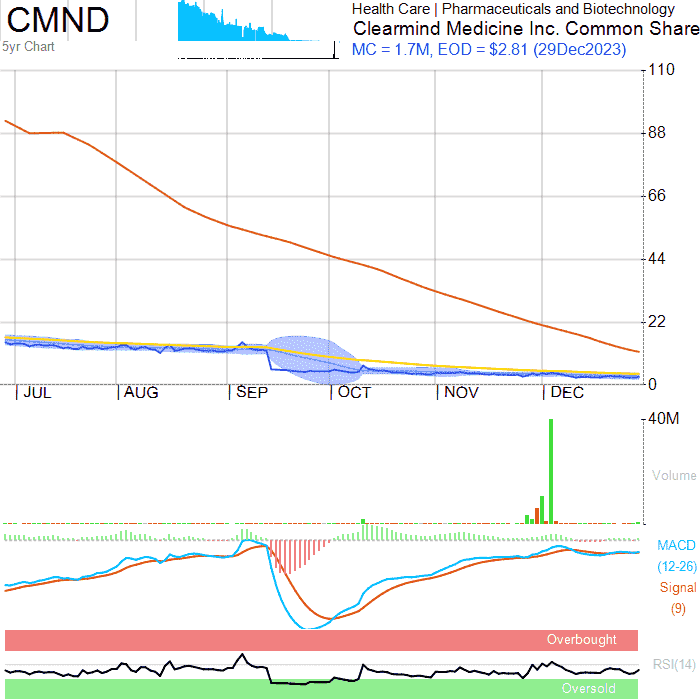 CMND
5yr Chart
Health Care | Pharmaceuticals and Biotechnology
Clearmind Medicine Inc. Common Share
MC = 1.7M, EOD = $2.81 (29Dec2023)
110
88
66
44
22
0
JUL
AUG
SEP
OCT
NOV
DEC
40M
Volume
MACD
(12-26)
Signal
(9)
Overbought
RSI(14)
Oversold